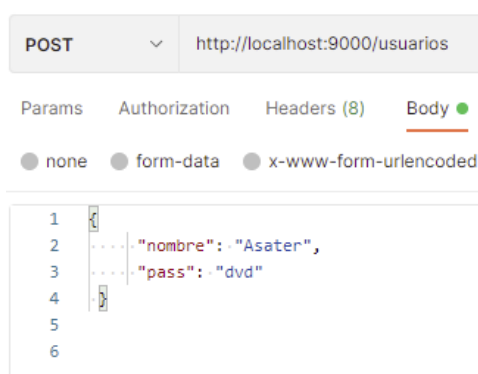 POST http://localhost:9000/usuarios
Params Authorization Headers (8) Body
none form-data x-www-form-urlencoded
1 {
2 "nombre": "Asater",
3 "pass": "dvd"
4 }
5
6